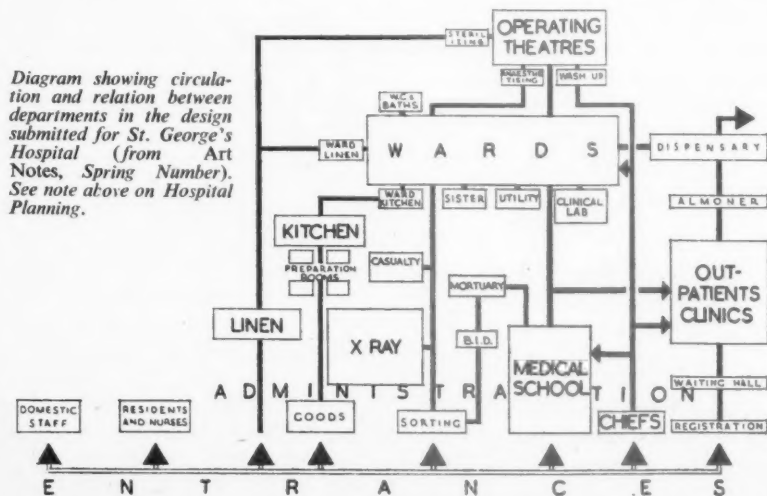 Diagram showing circula-
tion and relation between
departments in the design
submitted for St. George's
Hospital (from Art
Notes, Spring Number).
See note above on Hospital
Planning.
STERIL
ISING
OPERATING
THEATRES
ANAESTHE
TISING
WASH UP
W.C.s
BATHS
WARD
LINEN
WARDS
DISPENSARY
WARD
KITCHEN
SISTER
UTILITY
CLINICAL
LAB
ALMONER
KITCHEN
PREPARATION
ROOMS
CASUALTY
MORTUARY
OUT-
PATIENTS
CLINICS
LINEN
X RAY
B.I.D.
MEDICAL
SCHOOL
WAITING HALL
ADMINISTRATION
DOMESTIC
STAFF
RESIDENTS
AND NURSES
GOODS
SORTING
CHIEFS
REGISTRATION
ENTRANCES